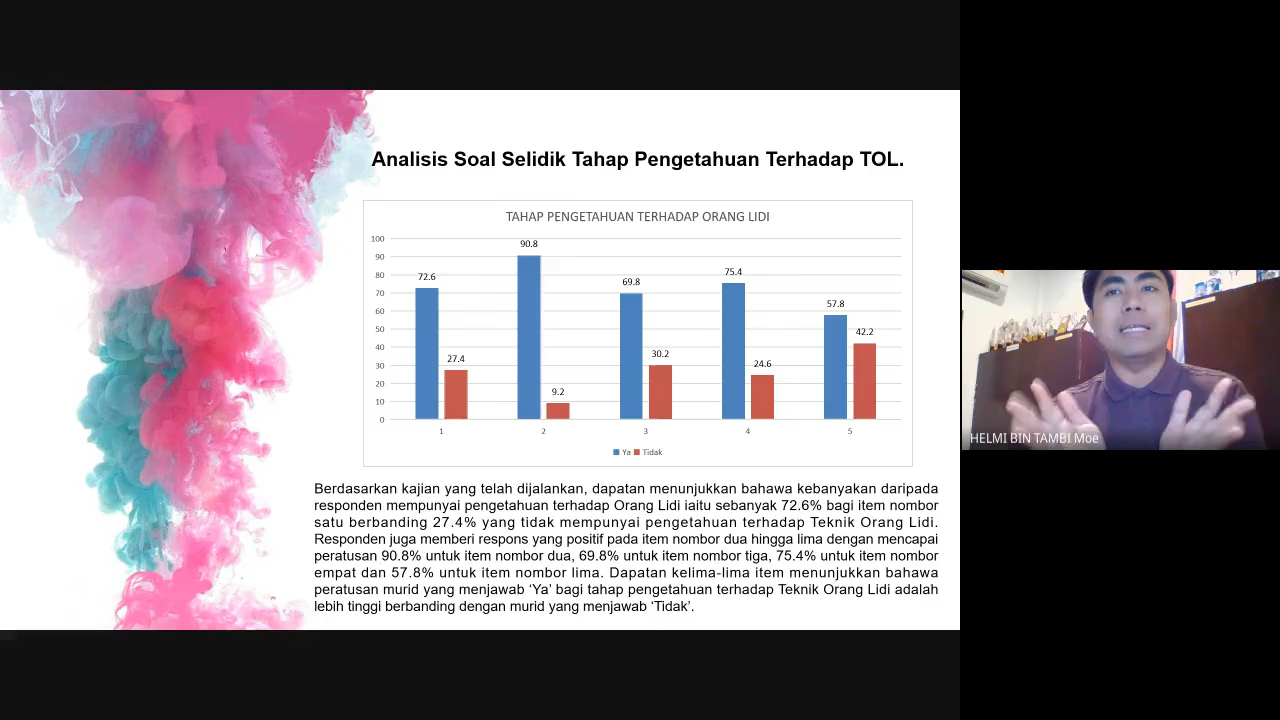 Analisis Soal Selidik Tahap Pengetahuan Terhadap TOL.
TAHAP PENGETAHUAN TERHADAP ORANG LIDI
100
90
80
70
60
50
40
30
20
10
0
72.6
27.4
90.8
9.2
69.8
30.2
75.4
24.6
57.8
42.2
1 2 3 4 5
Ya Tidak
Berdasarkan kajian yang telah dijalankan, dapatan menunjukkan bahawa kebanyakan daripada
responden mempunyai pengetahuan terhadap Orang Lidi iaitu sebanyak 72.6% bagi item nombor
satu berbanding 27.4% yang tidak mempunyai pengetahuan terhadap Teknik Orang Lidi.
Responden juga memberi respons yang positif pada item nombor dua hingga lima dengan mencapai
peratusan 90.8% untuk item nombor dua, 69.8% untuk item nombor tiga, 75.4% untuk item nombor
empat dan 57.8% untuk item nombor lima. Dapatan kelima-lima item menunjukkan bahawa
peratusan murid yang menjawab ‘Ya’ bagi tahap pengetahuan terhadap Teknik Orang Lidi adalah
lebih tinggi berbanding dengan murid yang menjawab ‘Tidak’.
HELMI BIN TAMBI Moe